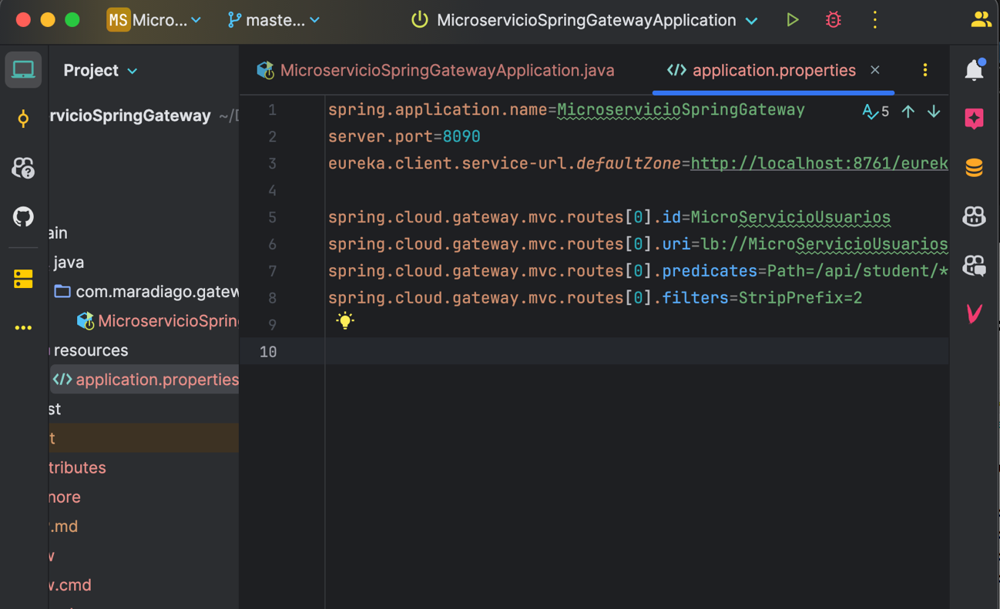 MS Micro... maste... MicroservicioSpringGatewayApplication
Project
rvicioSpringGateway ~/D
ain
java
com.maradiago.gatew
MicroservicioSpring
resources
application.properties
st
t
tributes
nore
.md
w
w.cmd
MicroservicioSpringGatewayApplication.java
application.properties
5
1 spring.application.name=MicroservicioSpringGateway
2 server.port=8090
3 eureka.client.service-url.defaultZone=http://localhost:8761/eurek
4
5 spring.cloud.gateway.mvc.routes[0].id=MicroServicioUsuarios
6 spring.cloud.gateway.mvc.routes[0].uri=lb://MicroServicioUsuarios
7 spring.cloud.gateway.mvc.routes[0].predicates=Path=/api/student/*
8 spring.cloud.gateway.mvc.routes[0].filters=StripPrefix=2
9
10